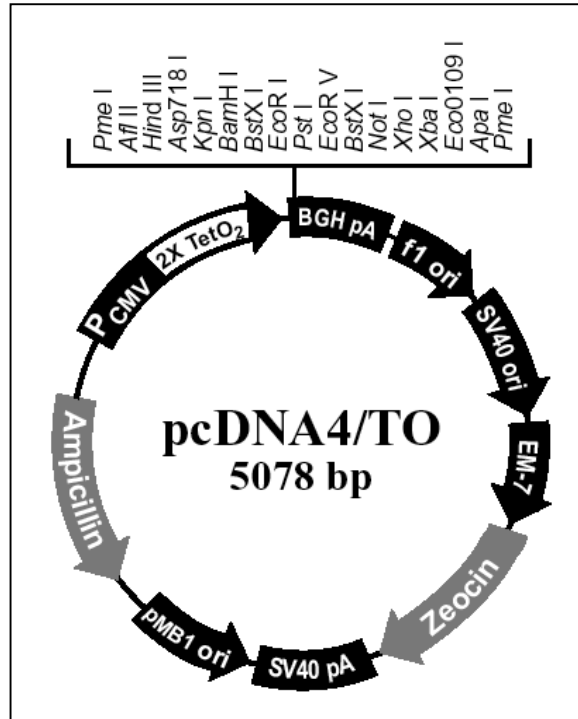 Pme I
Afl II
Hind III
Asp718 I
Kpn I
BamH I
BstX I
EcoR I
Pst I
EcoR V
BstX I
Not I
Xho I
Xba I
Eco0109 I
Apa I
Pme I
PCMV
2X TetO2
BGH pA
f1 ori
SV40 ori
EM-7
Zeocin
SV40 pA
pMB1 ori
Ampicillin
pcDNA4/TO
5078 bp